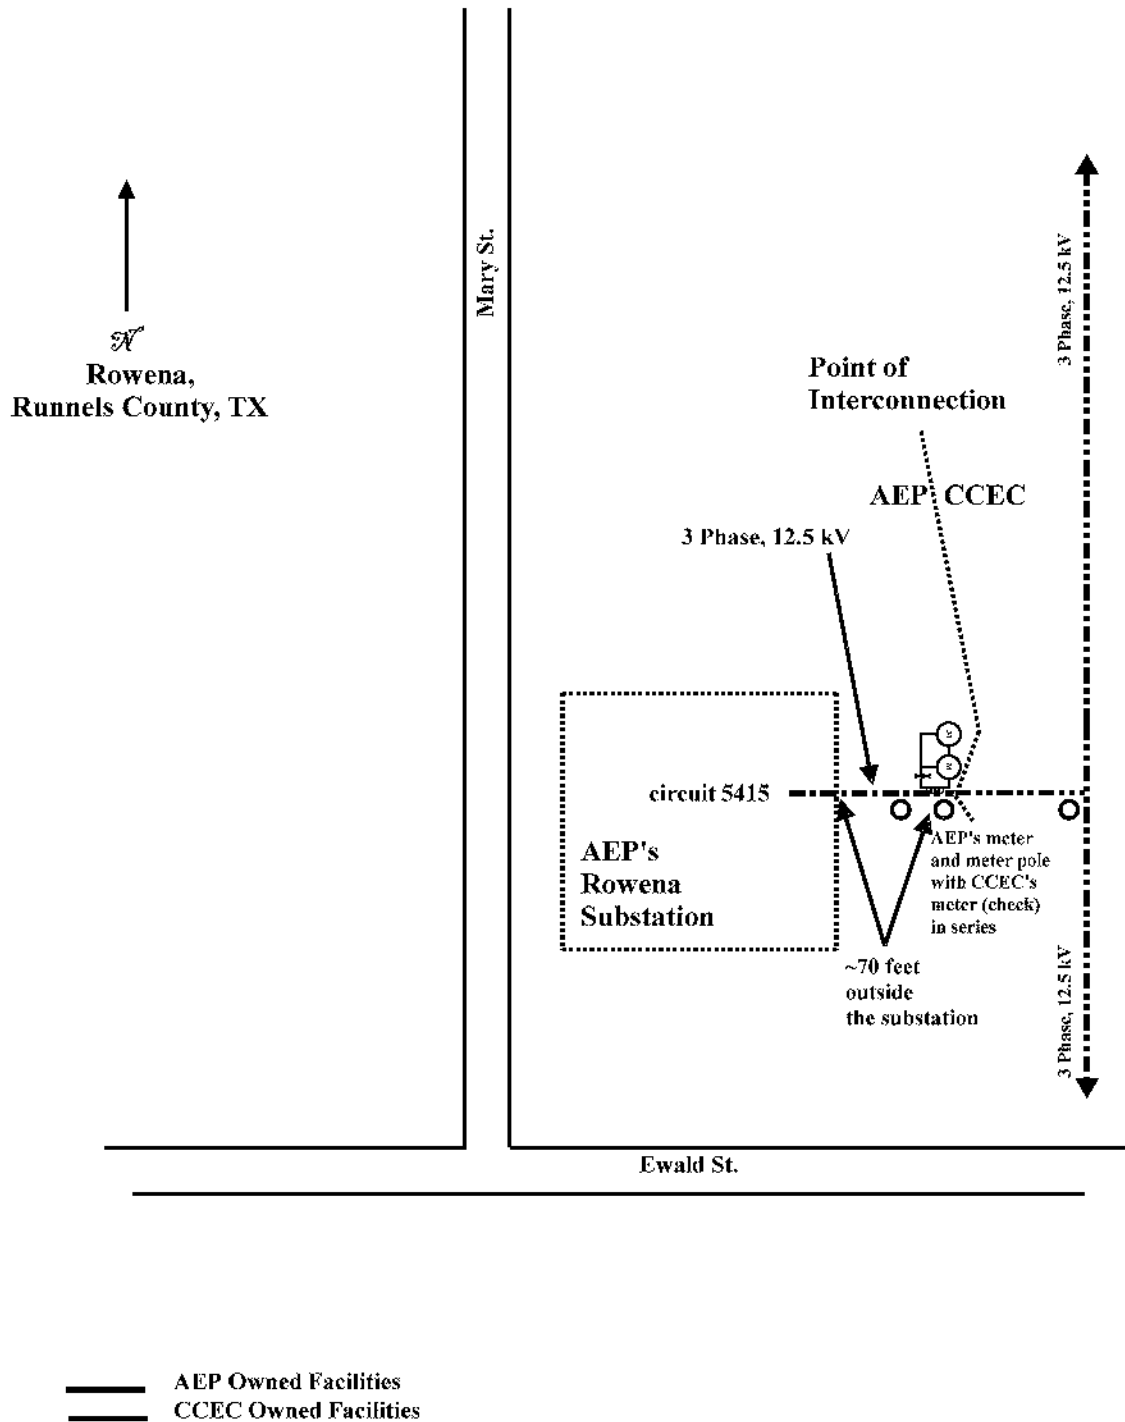 Mary St.
3 Phase, 12.5 kV
N
Rowena,
Runnels County, TX
Point of
Interconnection
AEP CCEC
3 Phase, 12.5 kV
M
M
circuit 5415
AEP's
Rowena
Substation
AEP's meter
and meter pole
with CCEC's
meter (check)
in series
~70 feet
outside
the substation
3 Phase, 12.5 kV
Ewald St.
AEP Owned Facilities
CCEC Owned Facilities